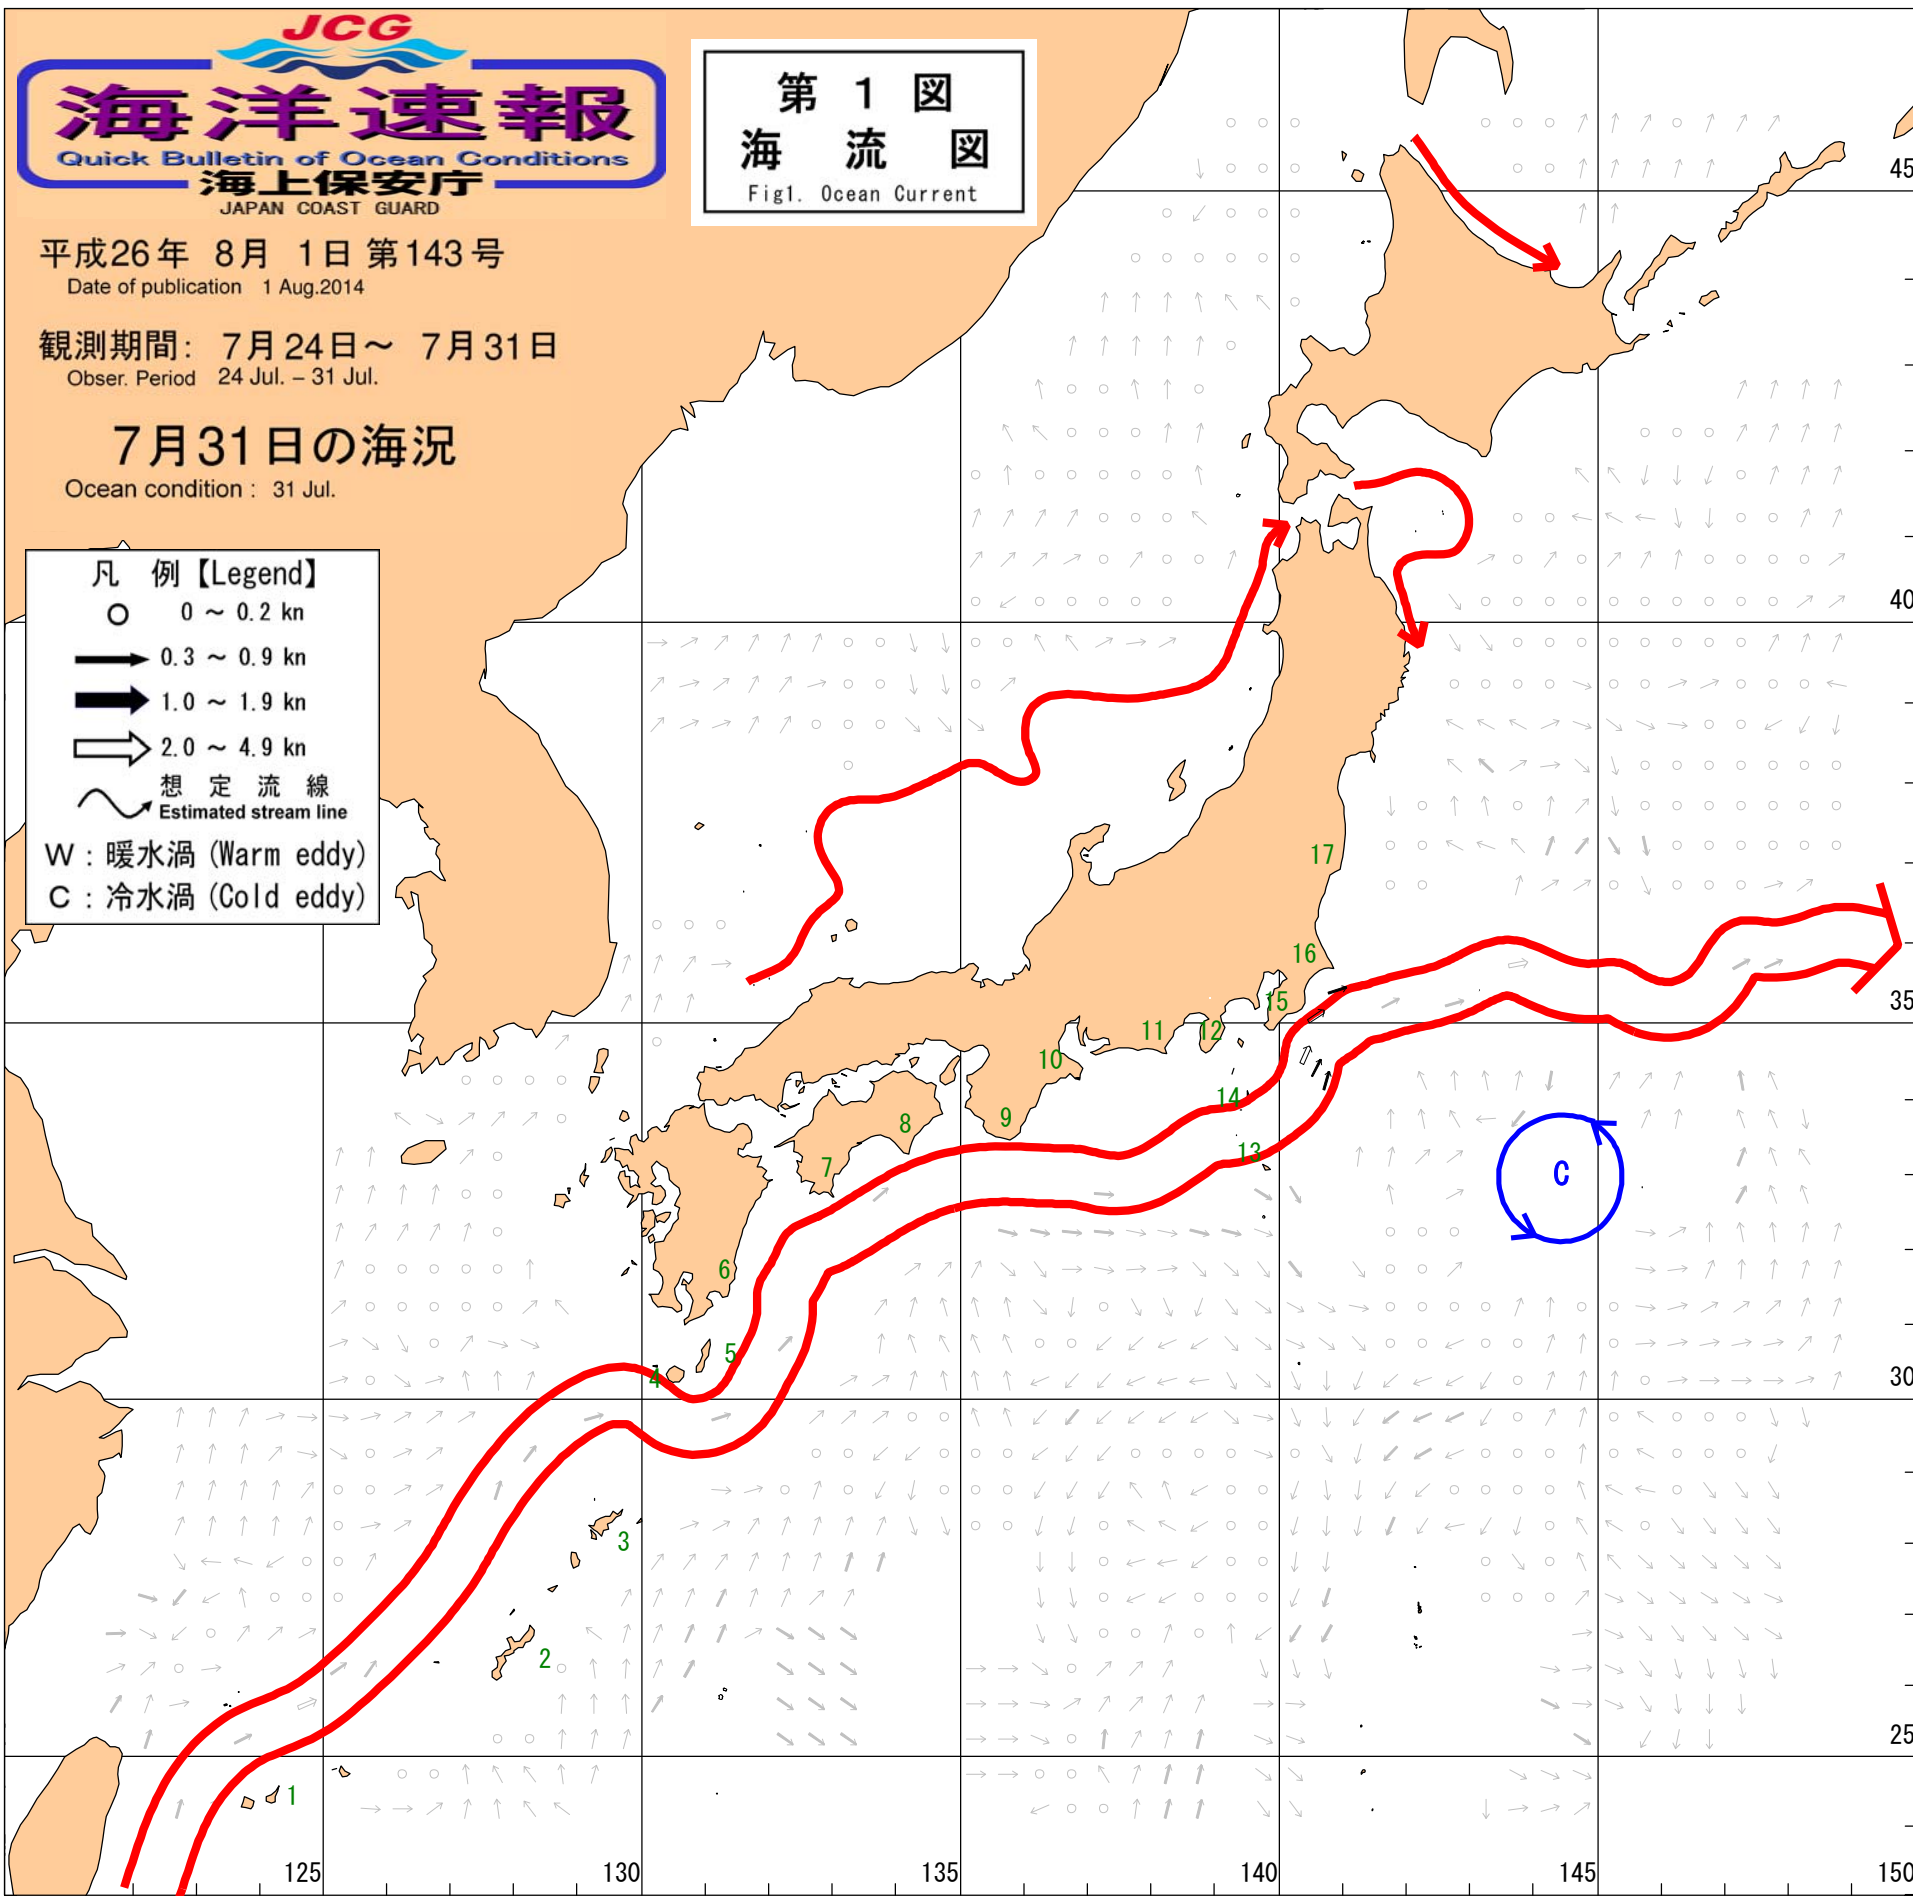 JCG
海洋速報
Quick Bulletin of Ocean Conditions
海上保安庁
JAPAN COAST GUARD
第 1 図
海 流 図
Fig1. Ocean Current
平成26年 8月 1日 第143号
Date of publication 1 Aug.2014
観測期間: 7月24日~ 7月31日
Obser. Period 24 Jul. – 31 Jul.
7月31日の海況
Ocean condition : 31 Jul.
凡 例【Legend】
0 ~ 0.2 kn
0.3 ~ 0.9 kn
1.0 ~ 1.9 kn
2.0 ~ 4.9 kn
想 定 流 線
Estimated stream line
W : 暖水渦 (Warm eddy)
C : 冷水渦 (Cold eddy)
45
40
35
30
25
17
16
15
12
11
10
14
13
9
8
7
C
6
5
4
3
2
1
125
130
135
140
145
150